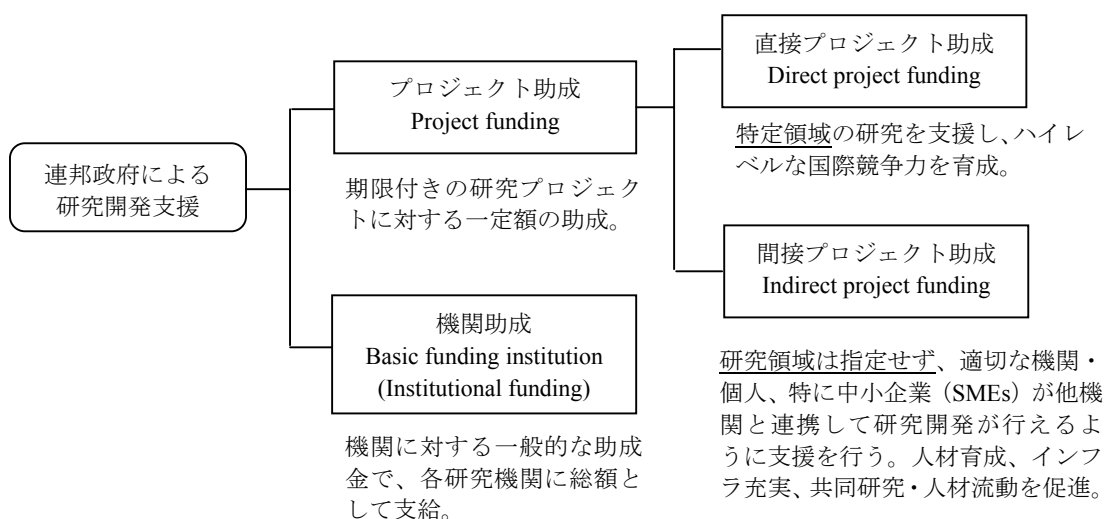 連邦政府による
研究開発支援
プロジェクト助成
Project funding
期限付きの研究プロジェク
トに対する一定額の助成。
機関助成
Basic funding institution
(Institutional funding)
機関に対する一般的な助成
金で、各研究機関に総額と
して支給。
直接プロジェクト助成
Direct project funding
特定領域の研究を支援し、ハイレ
ベルな国際競争力を育成。
間接プロジェクト助成
Indirect project funding
研究領域は指定せず、適切な機関・
個人、特に中小企業（SMEs）が他機
関と連携して研究開発が行えるよ
うに支援を行う。人材育成、インフ
ラ充実、共同研究・人材流動を促進。